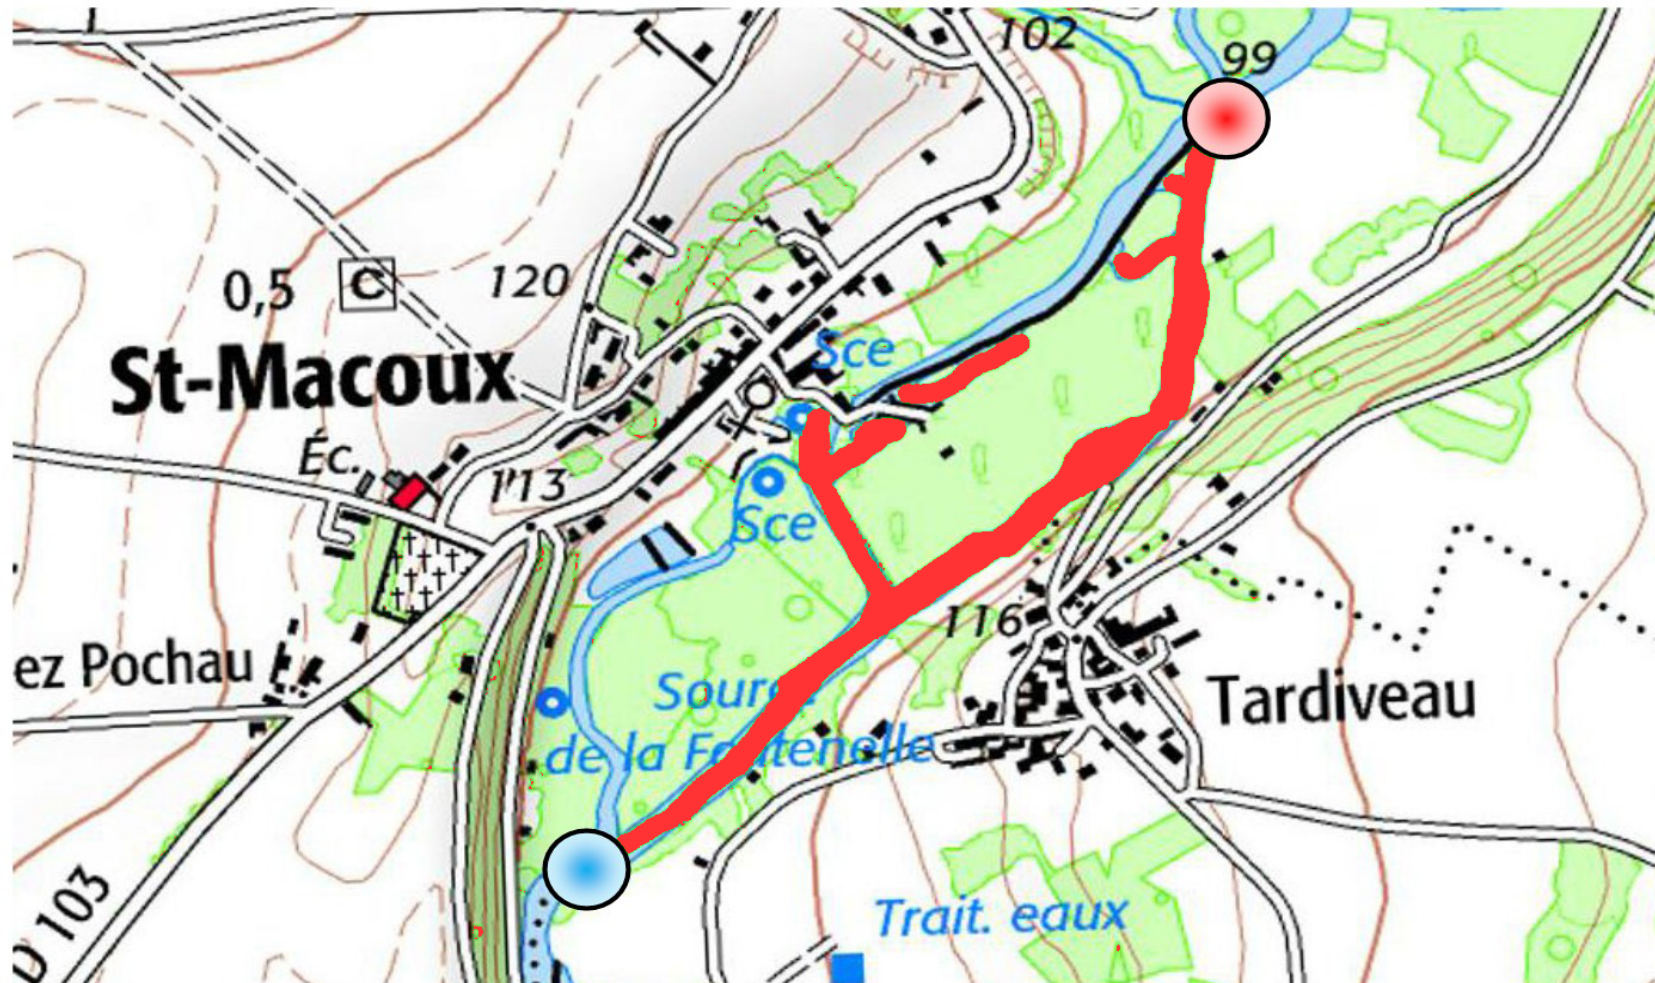 102
99
0,5
C
120
St-Macoux
Sce
Éc.
113
Sce
116
ez Pochau
Tardiveau
de la
Trait. eaux
D 103